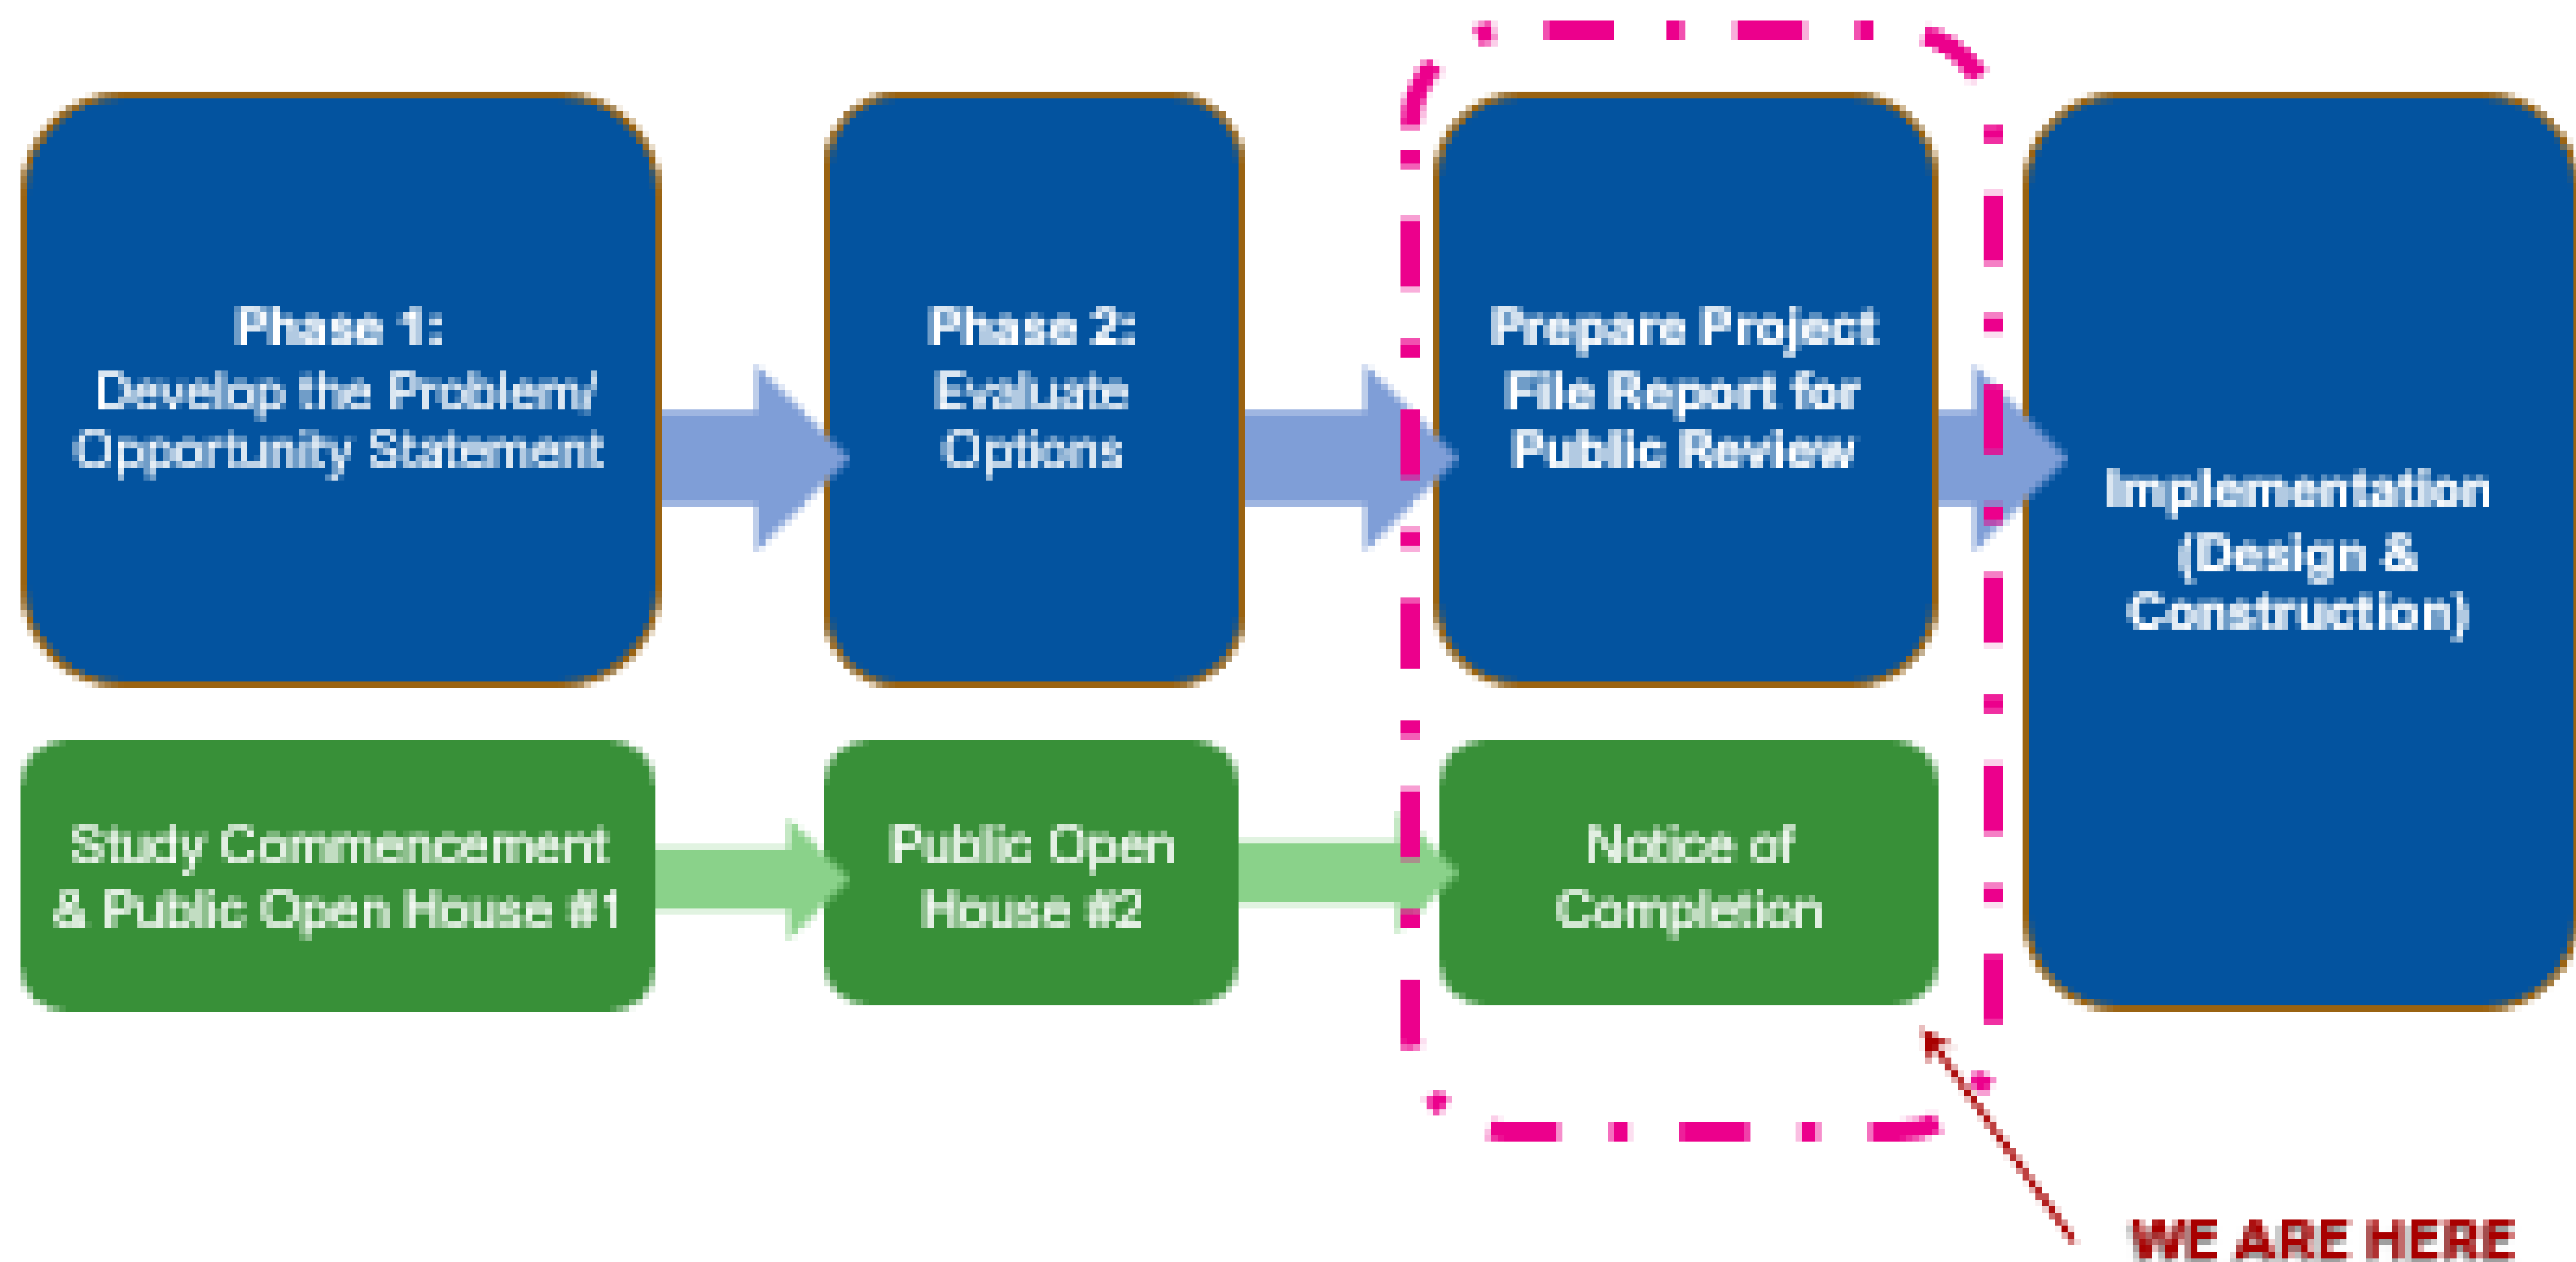 Phase 1:
Develop the Problem/
Opportunity Statement
Phase 2:
Evaluate
Options
Prepare Project
File Report for
Public Review
Implementation
(Design &
Construction)
Study Commencement
& Public Open House #1
Public Open
House #2
Notice of
Completion
WE ARE HERE